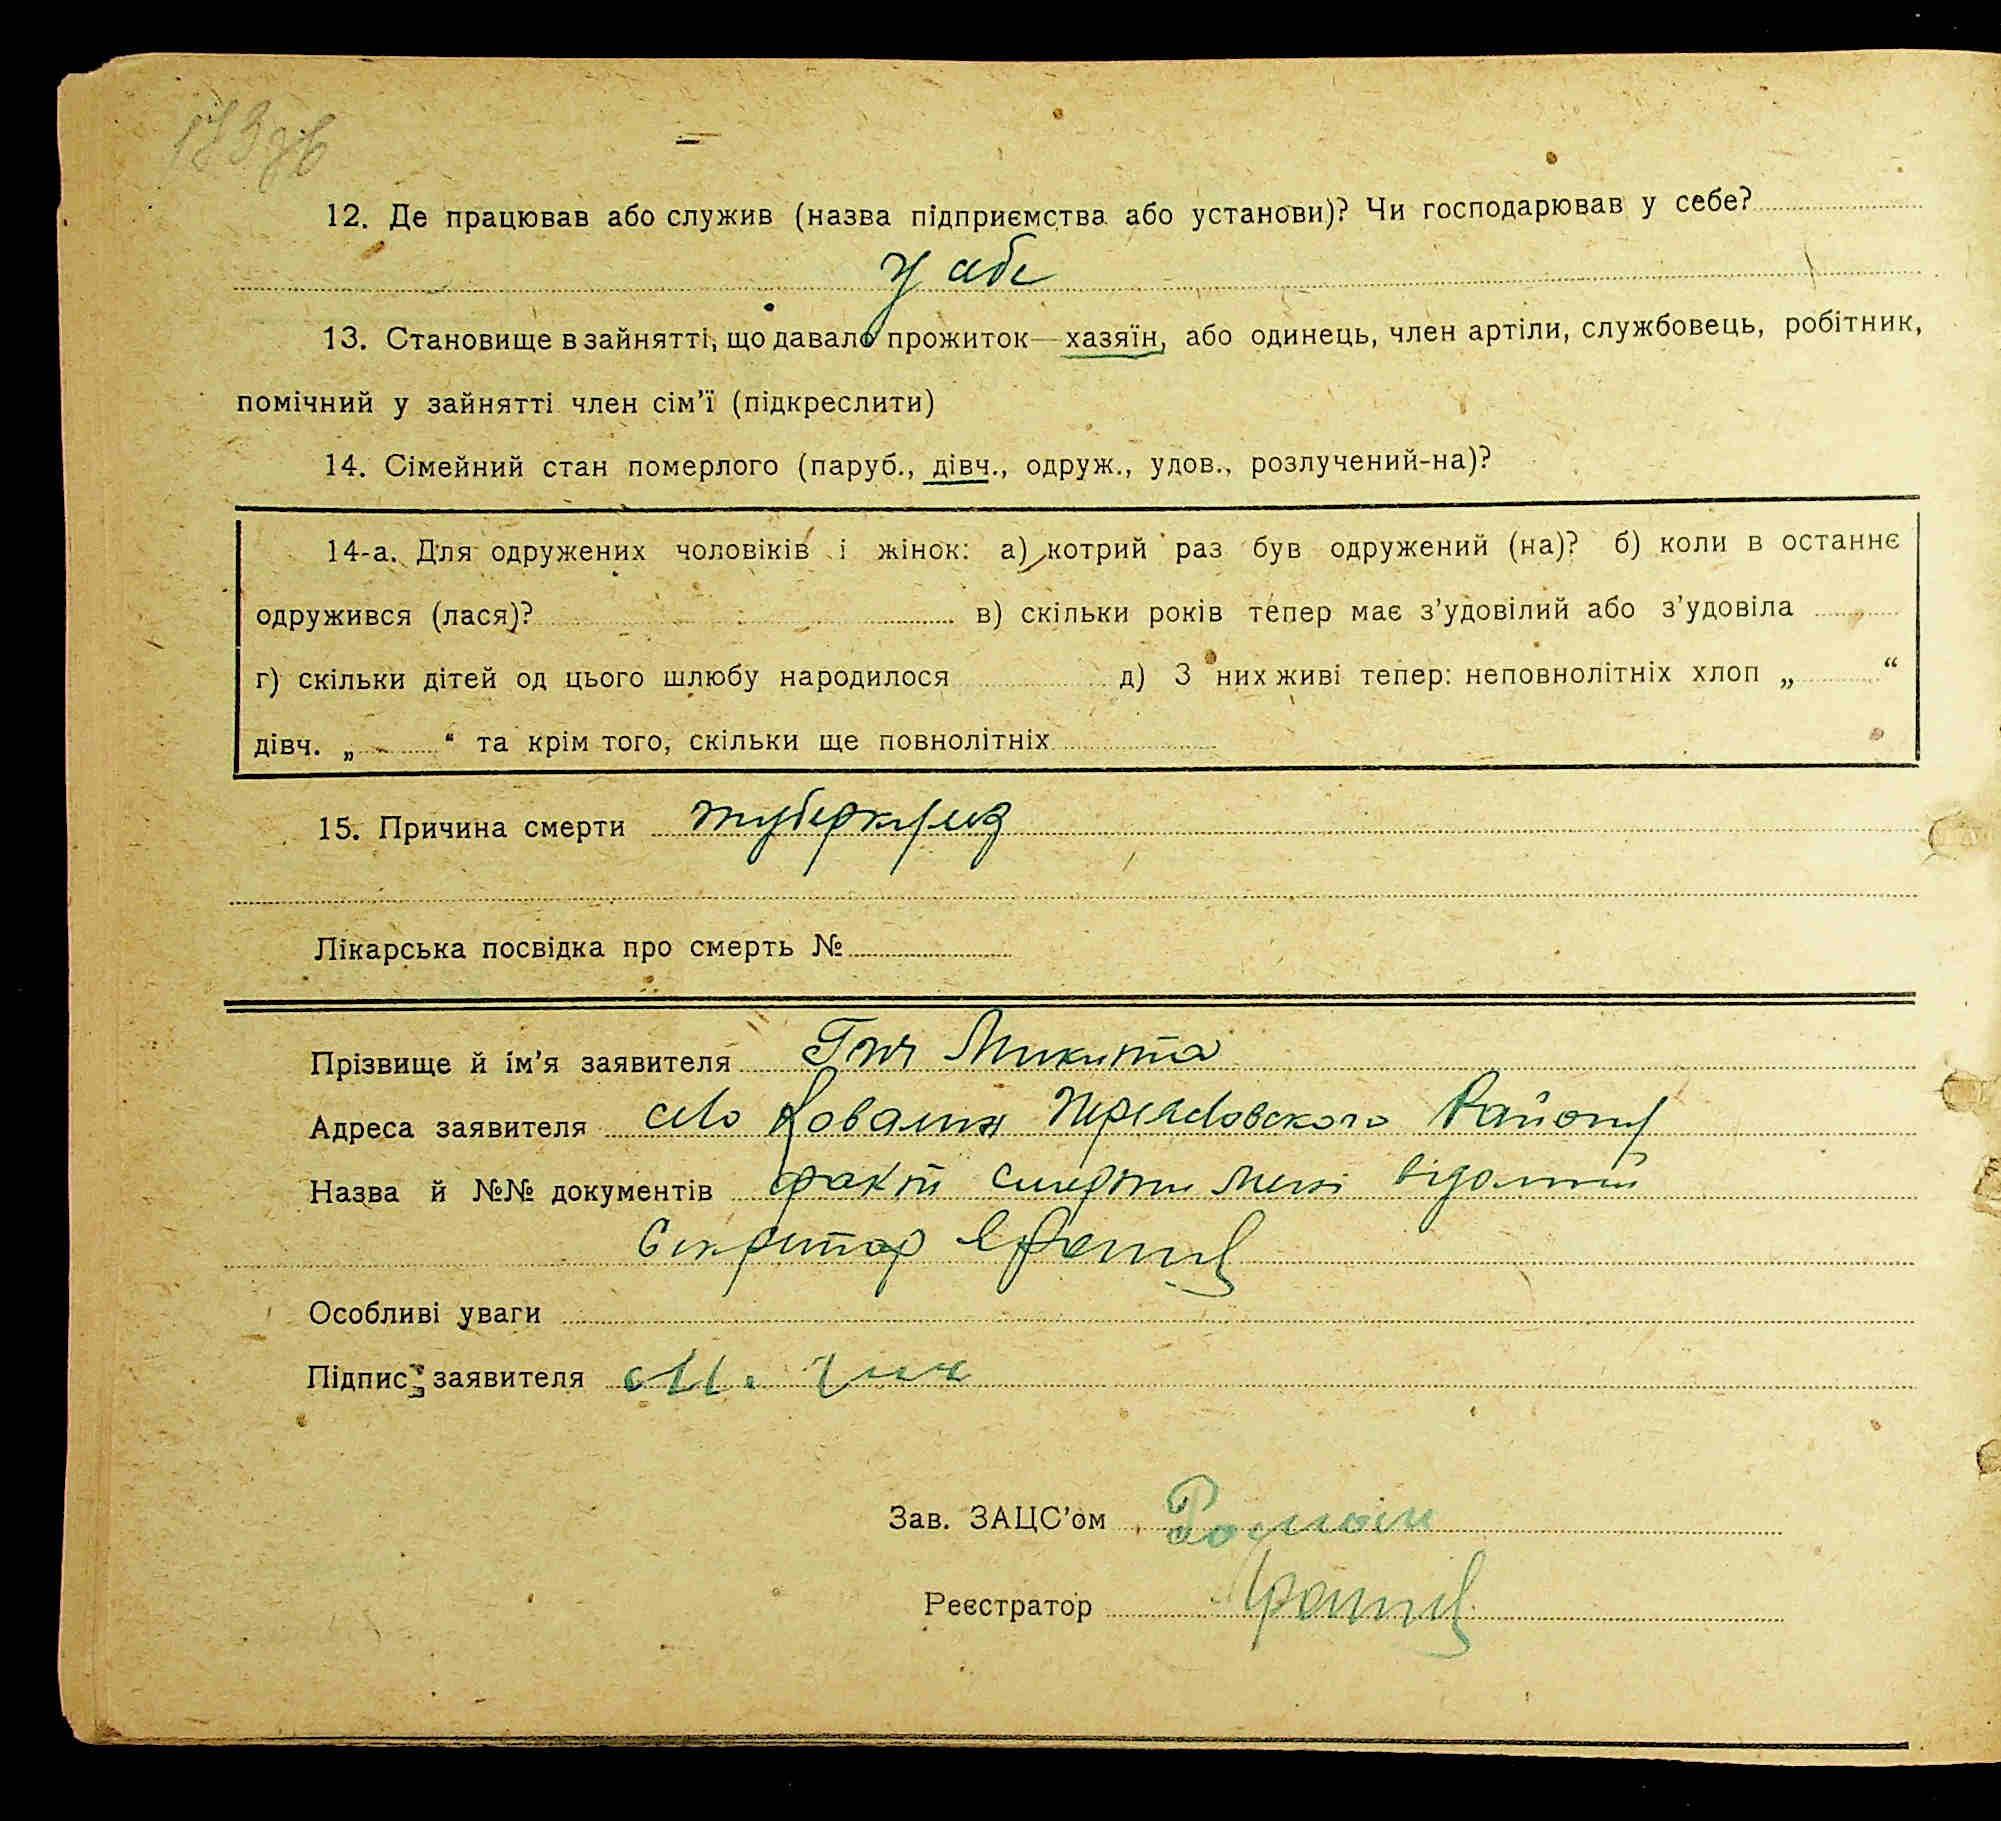 173зв
12. Де працював або служив (назва підприємства або установи)? Чи господарював у себе?
у себе
13. Становище в зайнятті, що давало прожиток—хазяїн, або одинець, член артіли, службовець, робітник,
помічний у зайнятті член сім’ї (підкреслити)
14. Сімейний стан померлого (паруб., дівч., одруж., удов., розлучений-на)?
14-а. Для одружених чоловіків і жінок: а) котрий раз був одружений (на)? б) коли в останнє
одружився (лася)? в) скільки років тепер має з’удовілий або з’удовіла
г) скільки дітей од цього шлюбу народилося д) З них живі тепер: неповнолітніх хлоп „ “
дівч. „ “ та крім того, скільки ще повнолітніх
15. Причина смерти туберкульоз
Лікарська посвідка про смерть №
Прізвище й ім’я заявителя Гич Микита
Адреса заявителя село Ковалин Переяславского Району
Назва й №№ документів факт смерти мені відомий
Секретар
Особливі уваги
Підпис заявителя М. Гич
Зав. ЗАЦС’ом
Реєстратор